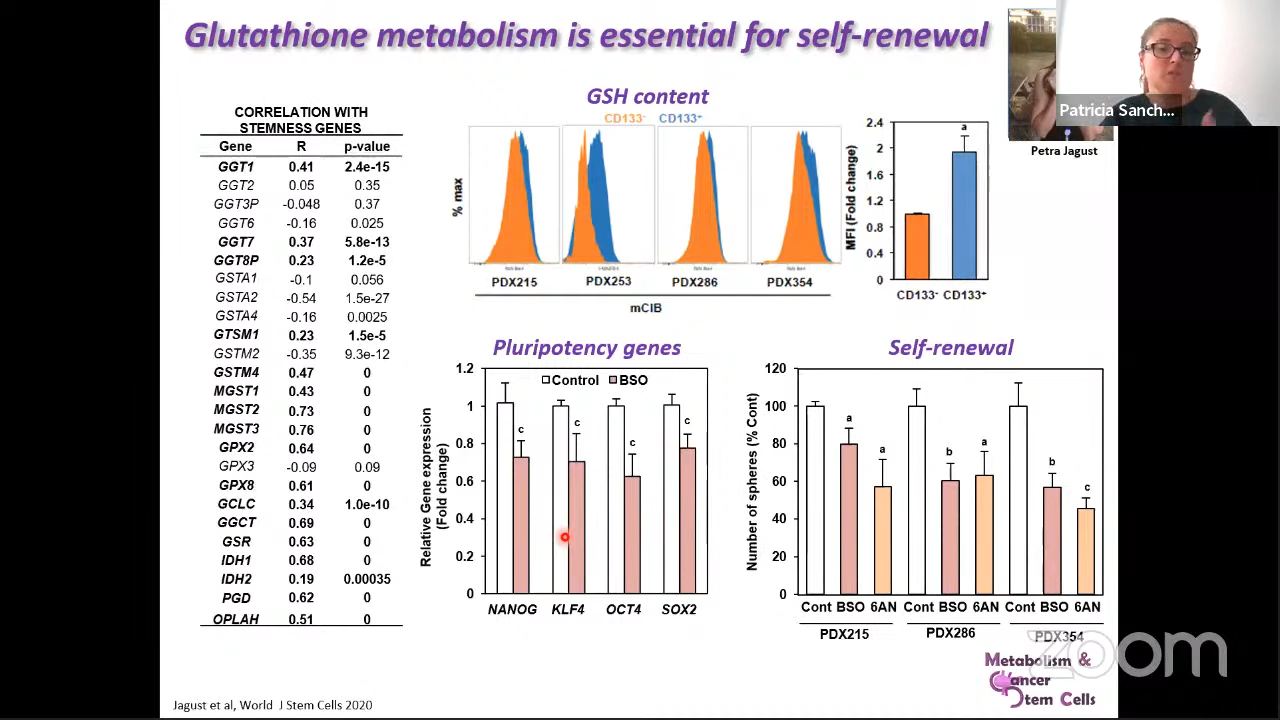 Glutathione metabolism is essential for self-renewal
Patricia Sanch...
Petra Jagust
CORRELATION WITH
STEMNESS GENES
Gene R p-value
GGT1 0.41 2.4e-15
GGT2 0.05 0.35
GGT3P -0.048 0.37
GGT6 -0.16 0.025
GGT7 0.37 5.8e-13
GGT8P 0.23 1.2e-5
GSTA1 -0.1 0.056
GSTA2 -0.54 1.5e-27
GSTA4 -0.16 0.0025
GTSM1 0.23 1.5e-5
GSTM2 -0.35 9.3e-12
GSTM4 0.47 0
MGST1 0.43 0
MGST2 0.73 0
MGST3 0.76 0
GPX2 0.64 0
GPX3 -0.09 0.09
GPX8 0.61 0
GCLC 0.34 1.0e-10
GGCT 0.69 0
GSR 0.63 0
IDH1 0.68 0
IDH2 0.19 0.00035
PGD 0.62 0
OPLAH 0.51 0
GSH content
CD133- CD133+
% max
PDX215 PDX253 PDX286 PDX354
mCIB
MFI (Fold change)
2.4
2
1.6
1.2
0.8
0.4
0
a
CD133- CD133+
Pluripotency genes
Relative Gene expression
(Fold change)
1.2
1
0.8
0.6
0.4
0.2
0
Control BSO
c c c c
NANOG KLF4 OCT4 SOX2
Self-renewal
Number of spheres (% Cont)
120
100
80
60
40
20
0
a a b a b c
Cont BSO 6AN Cont BSO 6AN Cont BSO 6AN
PDX215 PDX286 PDX354
zoom
Metabolism &
Cancer
Stem Cells
Jagust et al, World J Stem Cells 2020